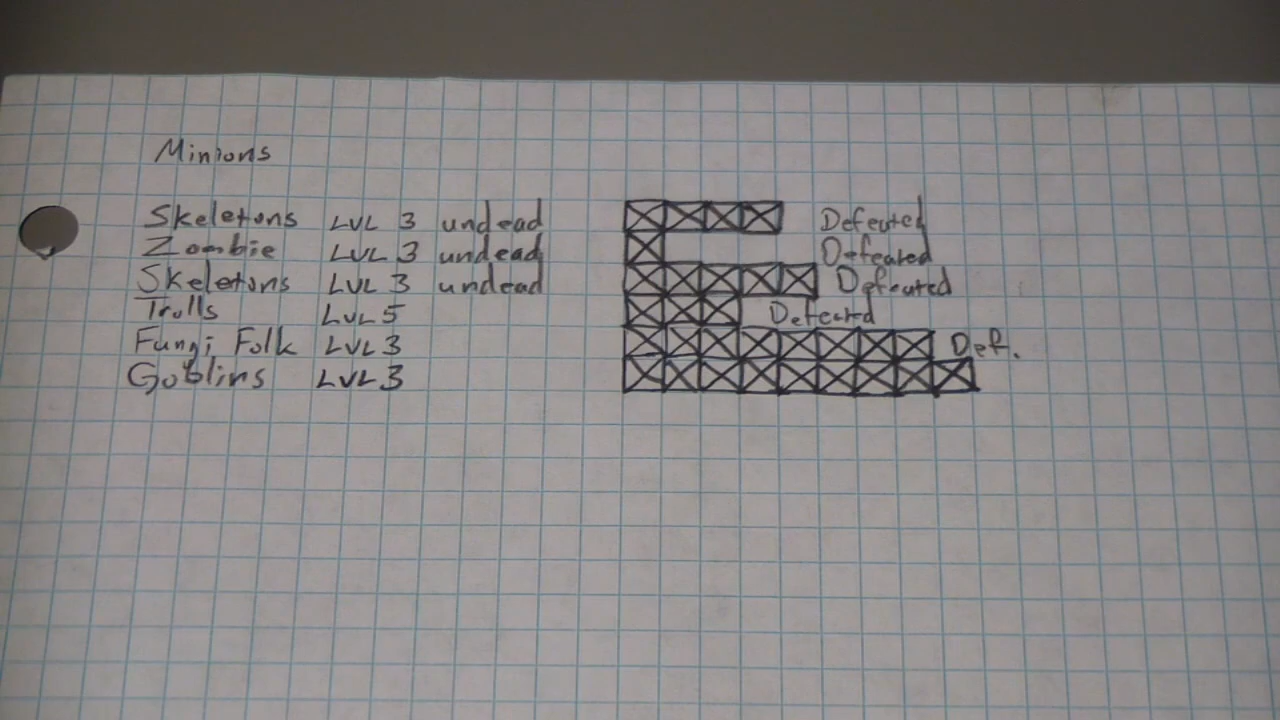 Minions
Skeletons LVL 3 undead Defeated
Zombie LVL 3 undead Defeated
Skeletons LVL 3 undead Defeated
Trolls LVL 5 Defeated
Fungi Folk LVL 3 Def.
Goblins LVL 3